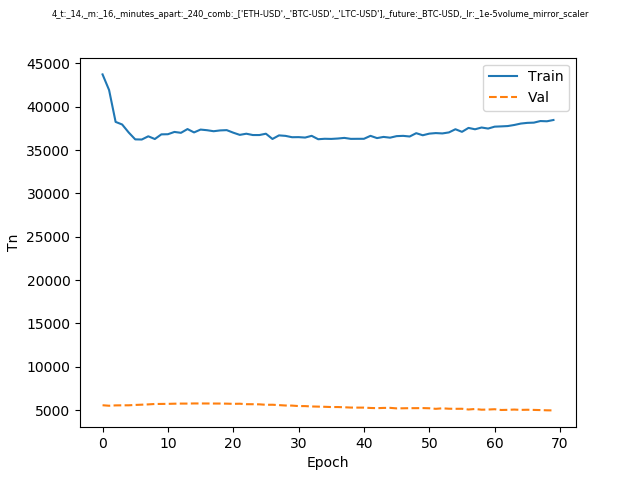 4_t:_14,_m:_16,_minutes_apart:_240_comb:_['ETH-USD',_'BTC-USD',_'LTC-USD'],_future:_BTC-USD,_lr:_1e-5volume_mirror_scaler
Train
Val
45000
40000
35000
30000
25000
20000
15000
10000
5000
Tn
0 10 20 30 40 50 60 70
Epoch